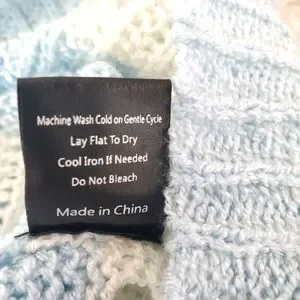 Maching Wash Cold on Gentle Cycle
Lay Flat To Dry
Cool Iron If Needed
Do Not Bleach
Made in China